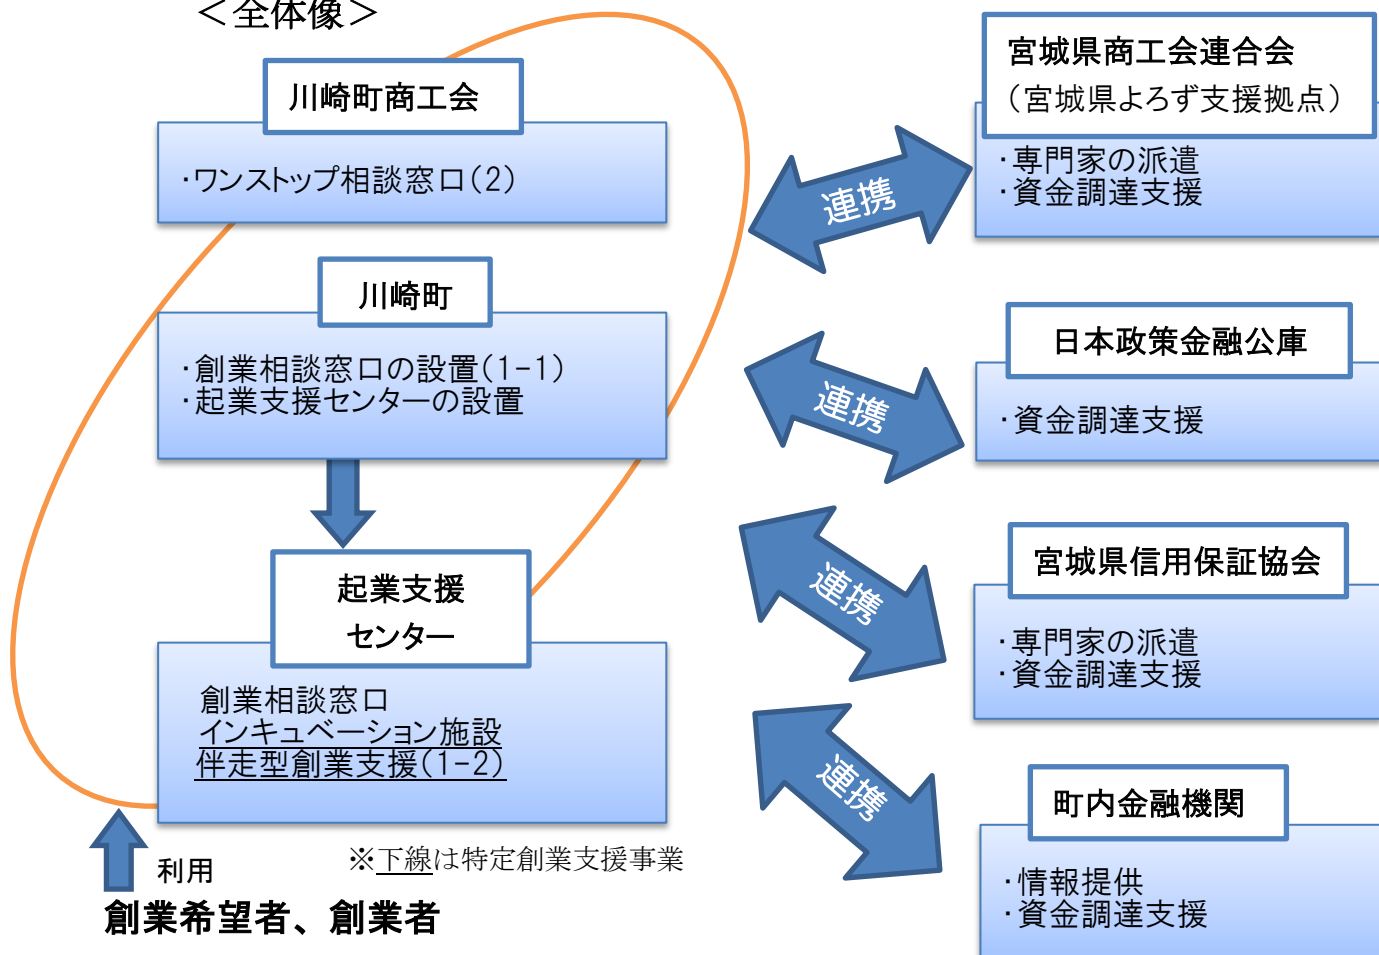 ＜全体像＞
川崎町商工会
・ワンストップ相談窓口（2）
川崎町
・創業相談窓口の設置（1-1）
・起業支援センターの設置
起業支援
センター
創業相談窓口
インキュベーション施設
伴走型創業支援（1-2）
利用
※下線は特定創業支援事業
創業希望者、創業者
連携
連携
連携
連携
宮城県商工会連合会
（宮城県よろず支援拠点）
・専門家の派遣
・資金調達支援
日本政策金融公庫
・資金調達支援
宮城県信用保証協会
・専門家の派遣
・資金調達支援
町内金融機関
・情報提供
・資金調達支援